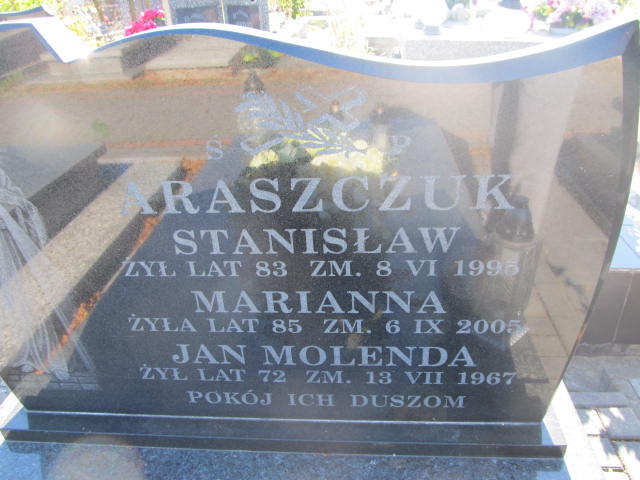 S P
ARASZCZUK
STANISŁAW
ŻYŁ LAT 83 ZM. 8 VI 1995
MARIANNA
ŻYŁA LAT 85 ZM. 6 IX 2005
JAN MOLENDA
ŻYŁ LAT 72 ZM. 13 VII 1967
POKÓJ ICH DUSZOM